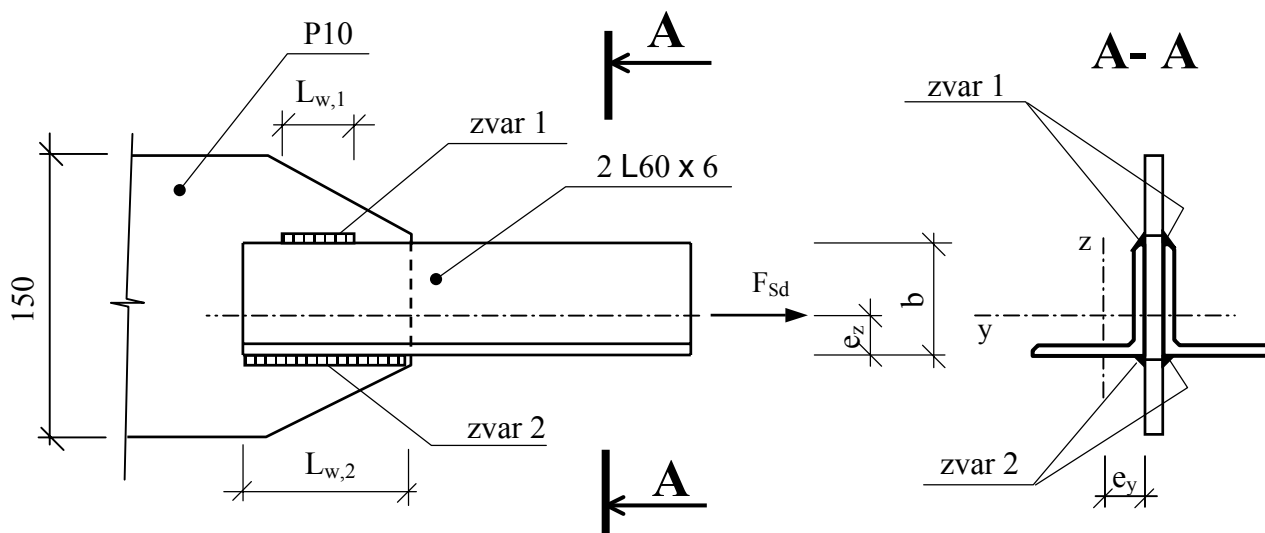 P10
A
A- A
L w,1
zvar 1
zvar 1
2 L60 x 6
z
150
F Sd
b
e z
y
zvar 2
zvar 2
L w,2
A
e y